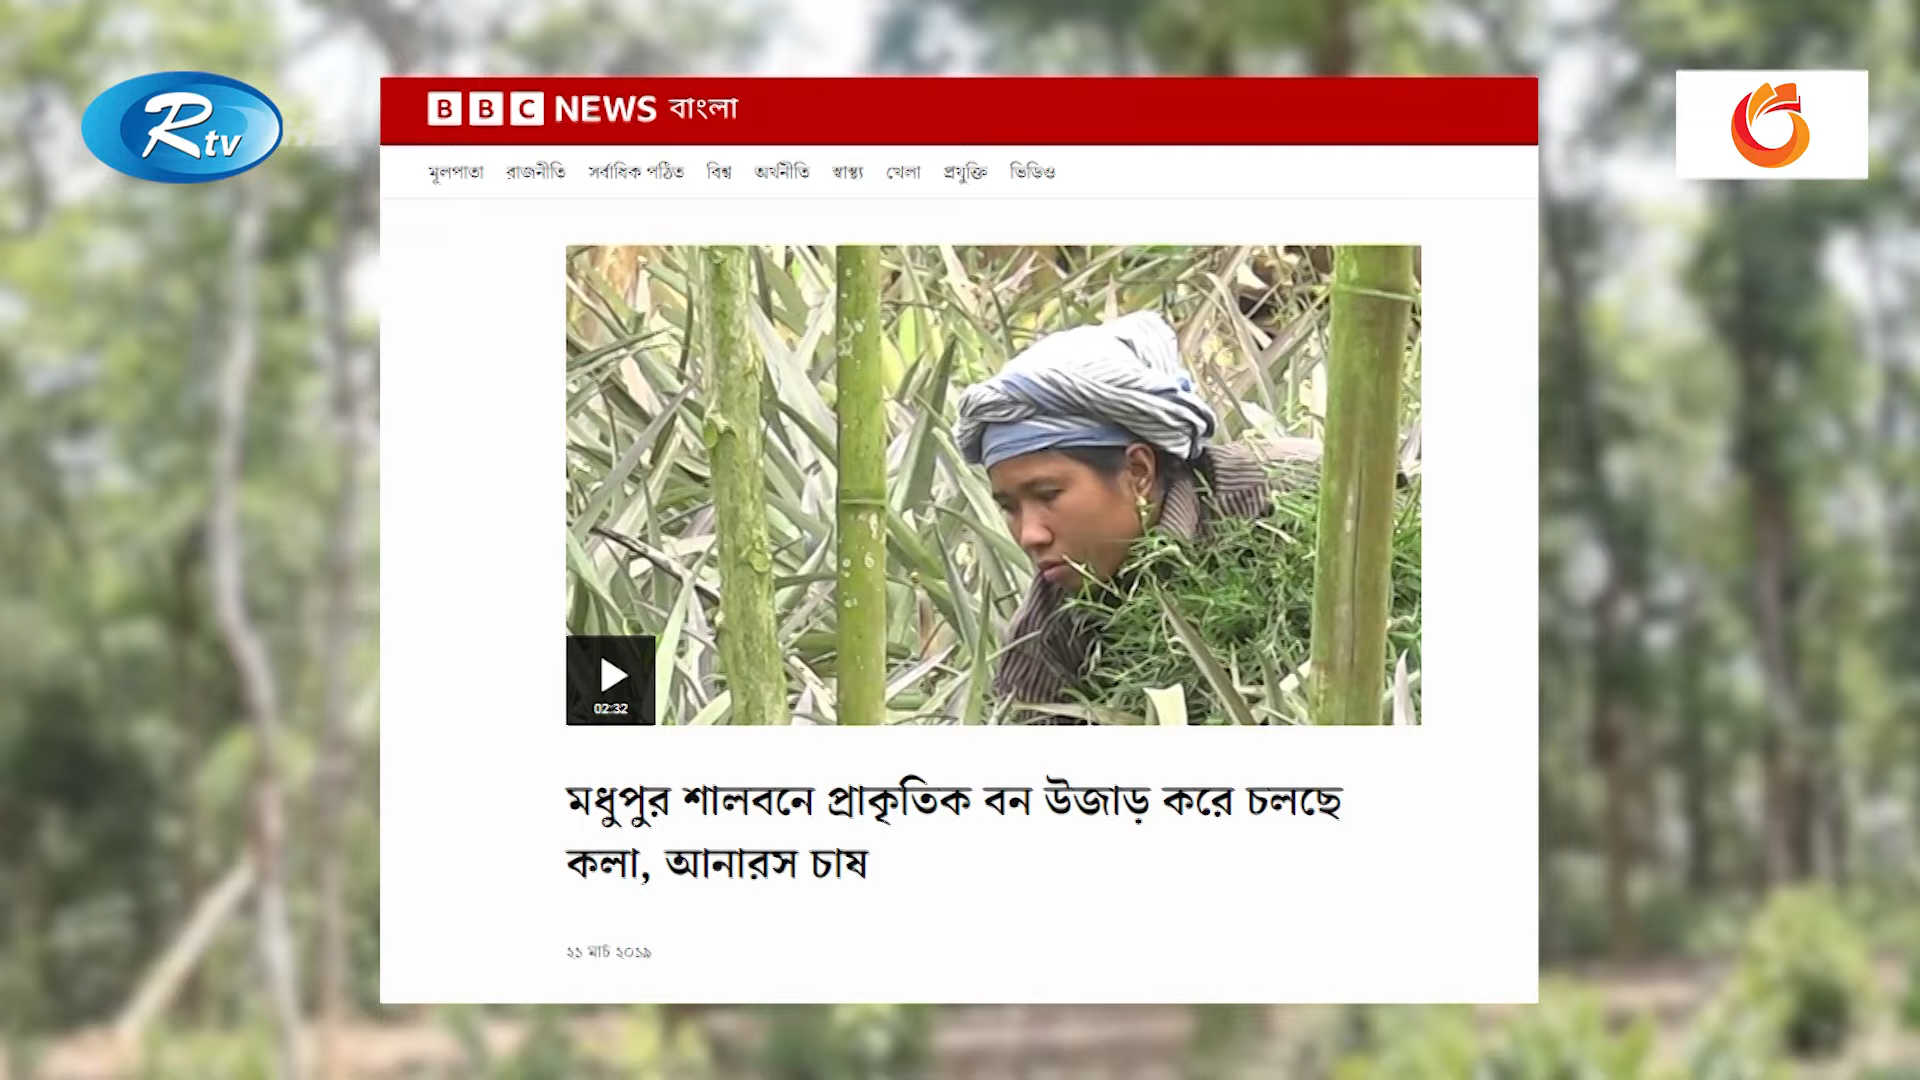 Rtv
BBC NEWS বাংলা
মূলপাতা রাজনীতি সর্বাধিক পঠিত বিশ্ব অর্থনীতি স্বাস্থ্য খেলা প্রযুক্তি ভিডিও
02:32
মধুপুর শালবনে প্রাকৃতিক বন উজাড় করে চলছে
কলা, আনারস চাষ
২১ মার্চ ২০১৯